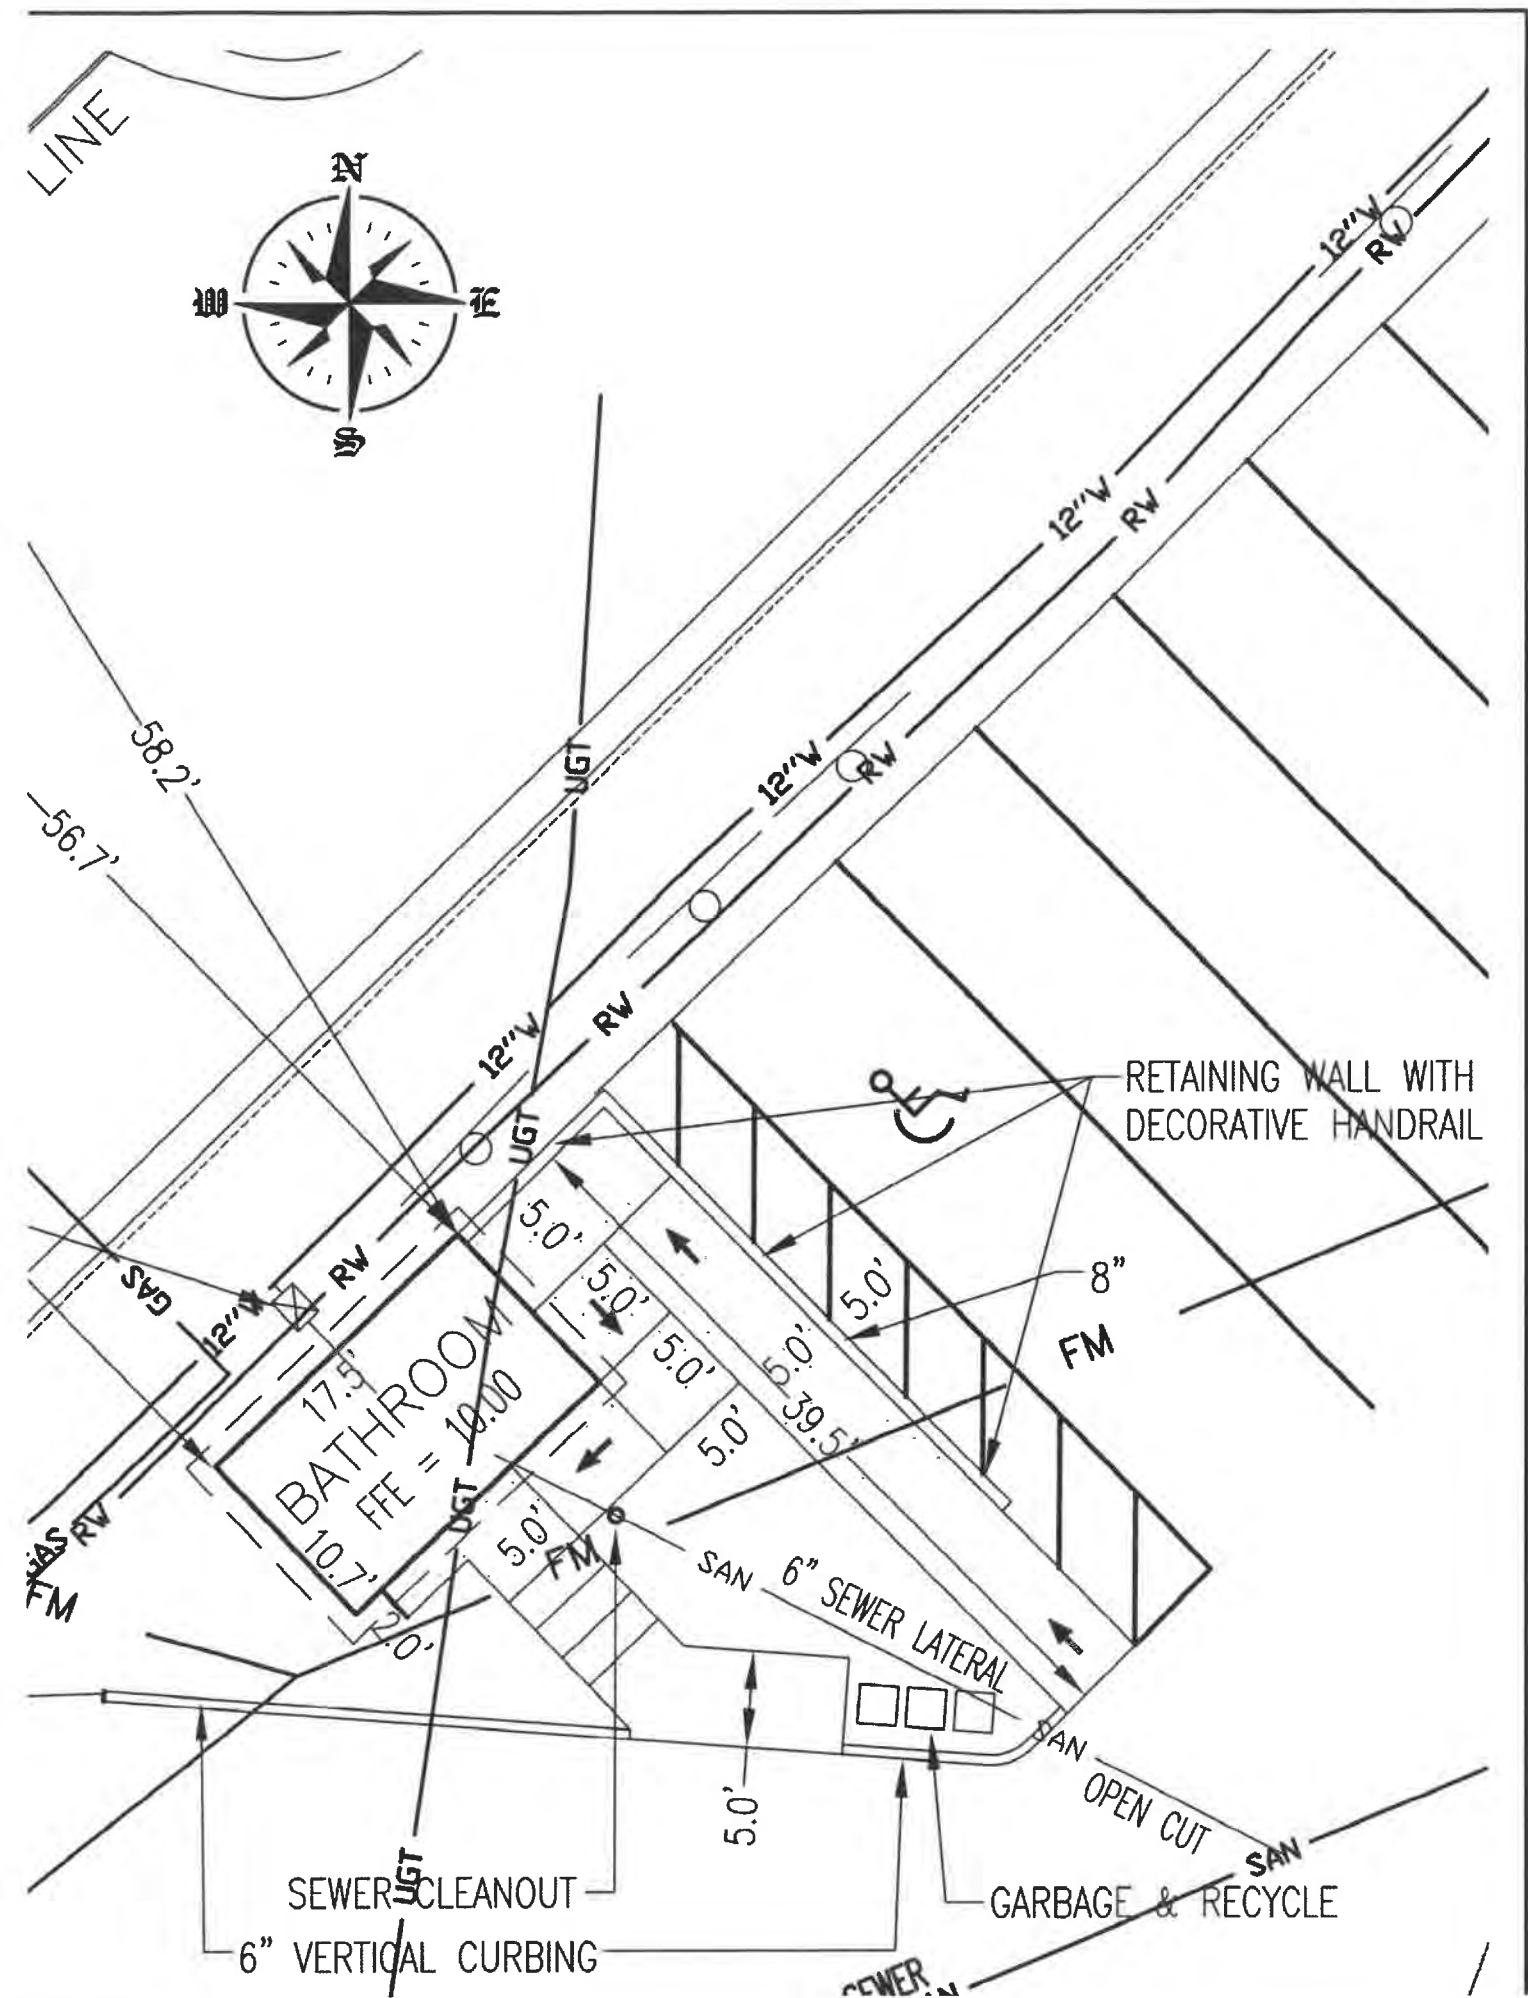 LINE
N
W
E
S
12"W
RW
12"W
RW
58.2'
UGT
12"W
RW
56.7'
RW
12"W
RETAINING WALL WITH
DECORATIVE HANDRAIL
UGT
5.0'
RW
GAS
5.0'
5.0'
8"
12"W
FM
5.0'
5.0'
17.5'
BATHROOM
FFE = 10.00
39.5'
5.0'
UGT
RW
GAS
FM
10.7'
5.0'
FM
SAN
6" SEWER LATERAL
2.0'
SAN
5.0'
OPEN CUT
SAN
UGT
SEWER CLEANOUT
GARBAGE & RECYCLE
6" VERTICAL CURBING
SEWER